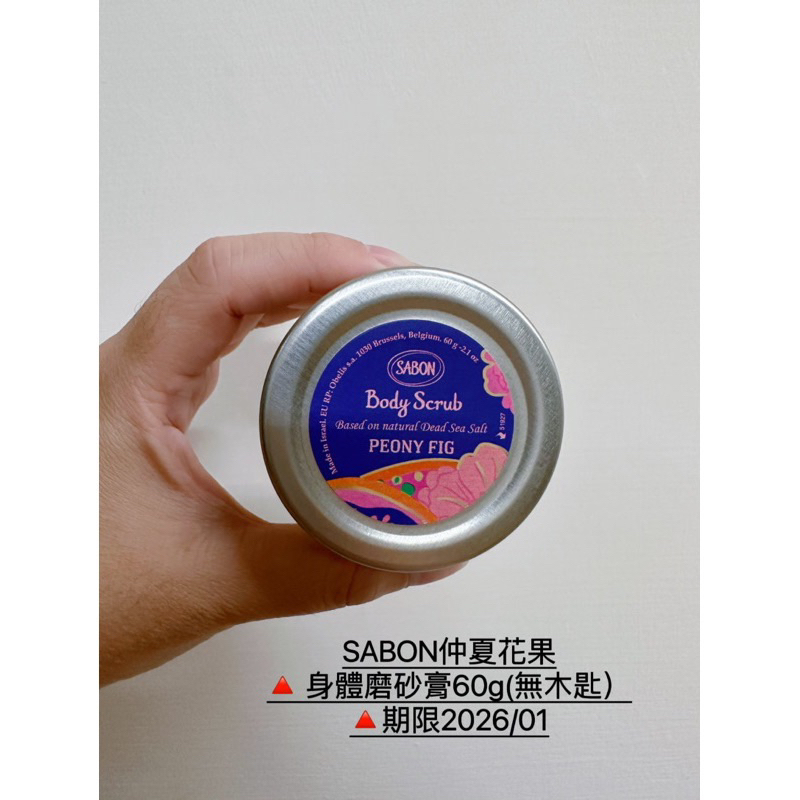 Made in Israel. EU RP: Obelis s.a. 1030 Brussels, Belgium. 60 g -2.1 oz
SABON
Body Scrub
Based on natural Dead Sea Salt
PEONY FIG
51927
SABON仲夏花果
🔺身體磨砂膏60g(無木匙）
🔺期限2026/01